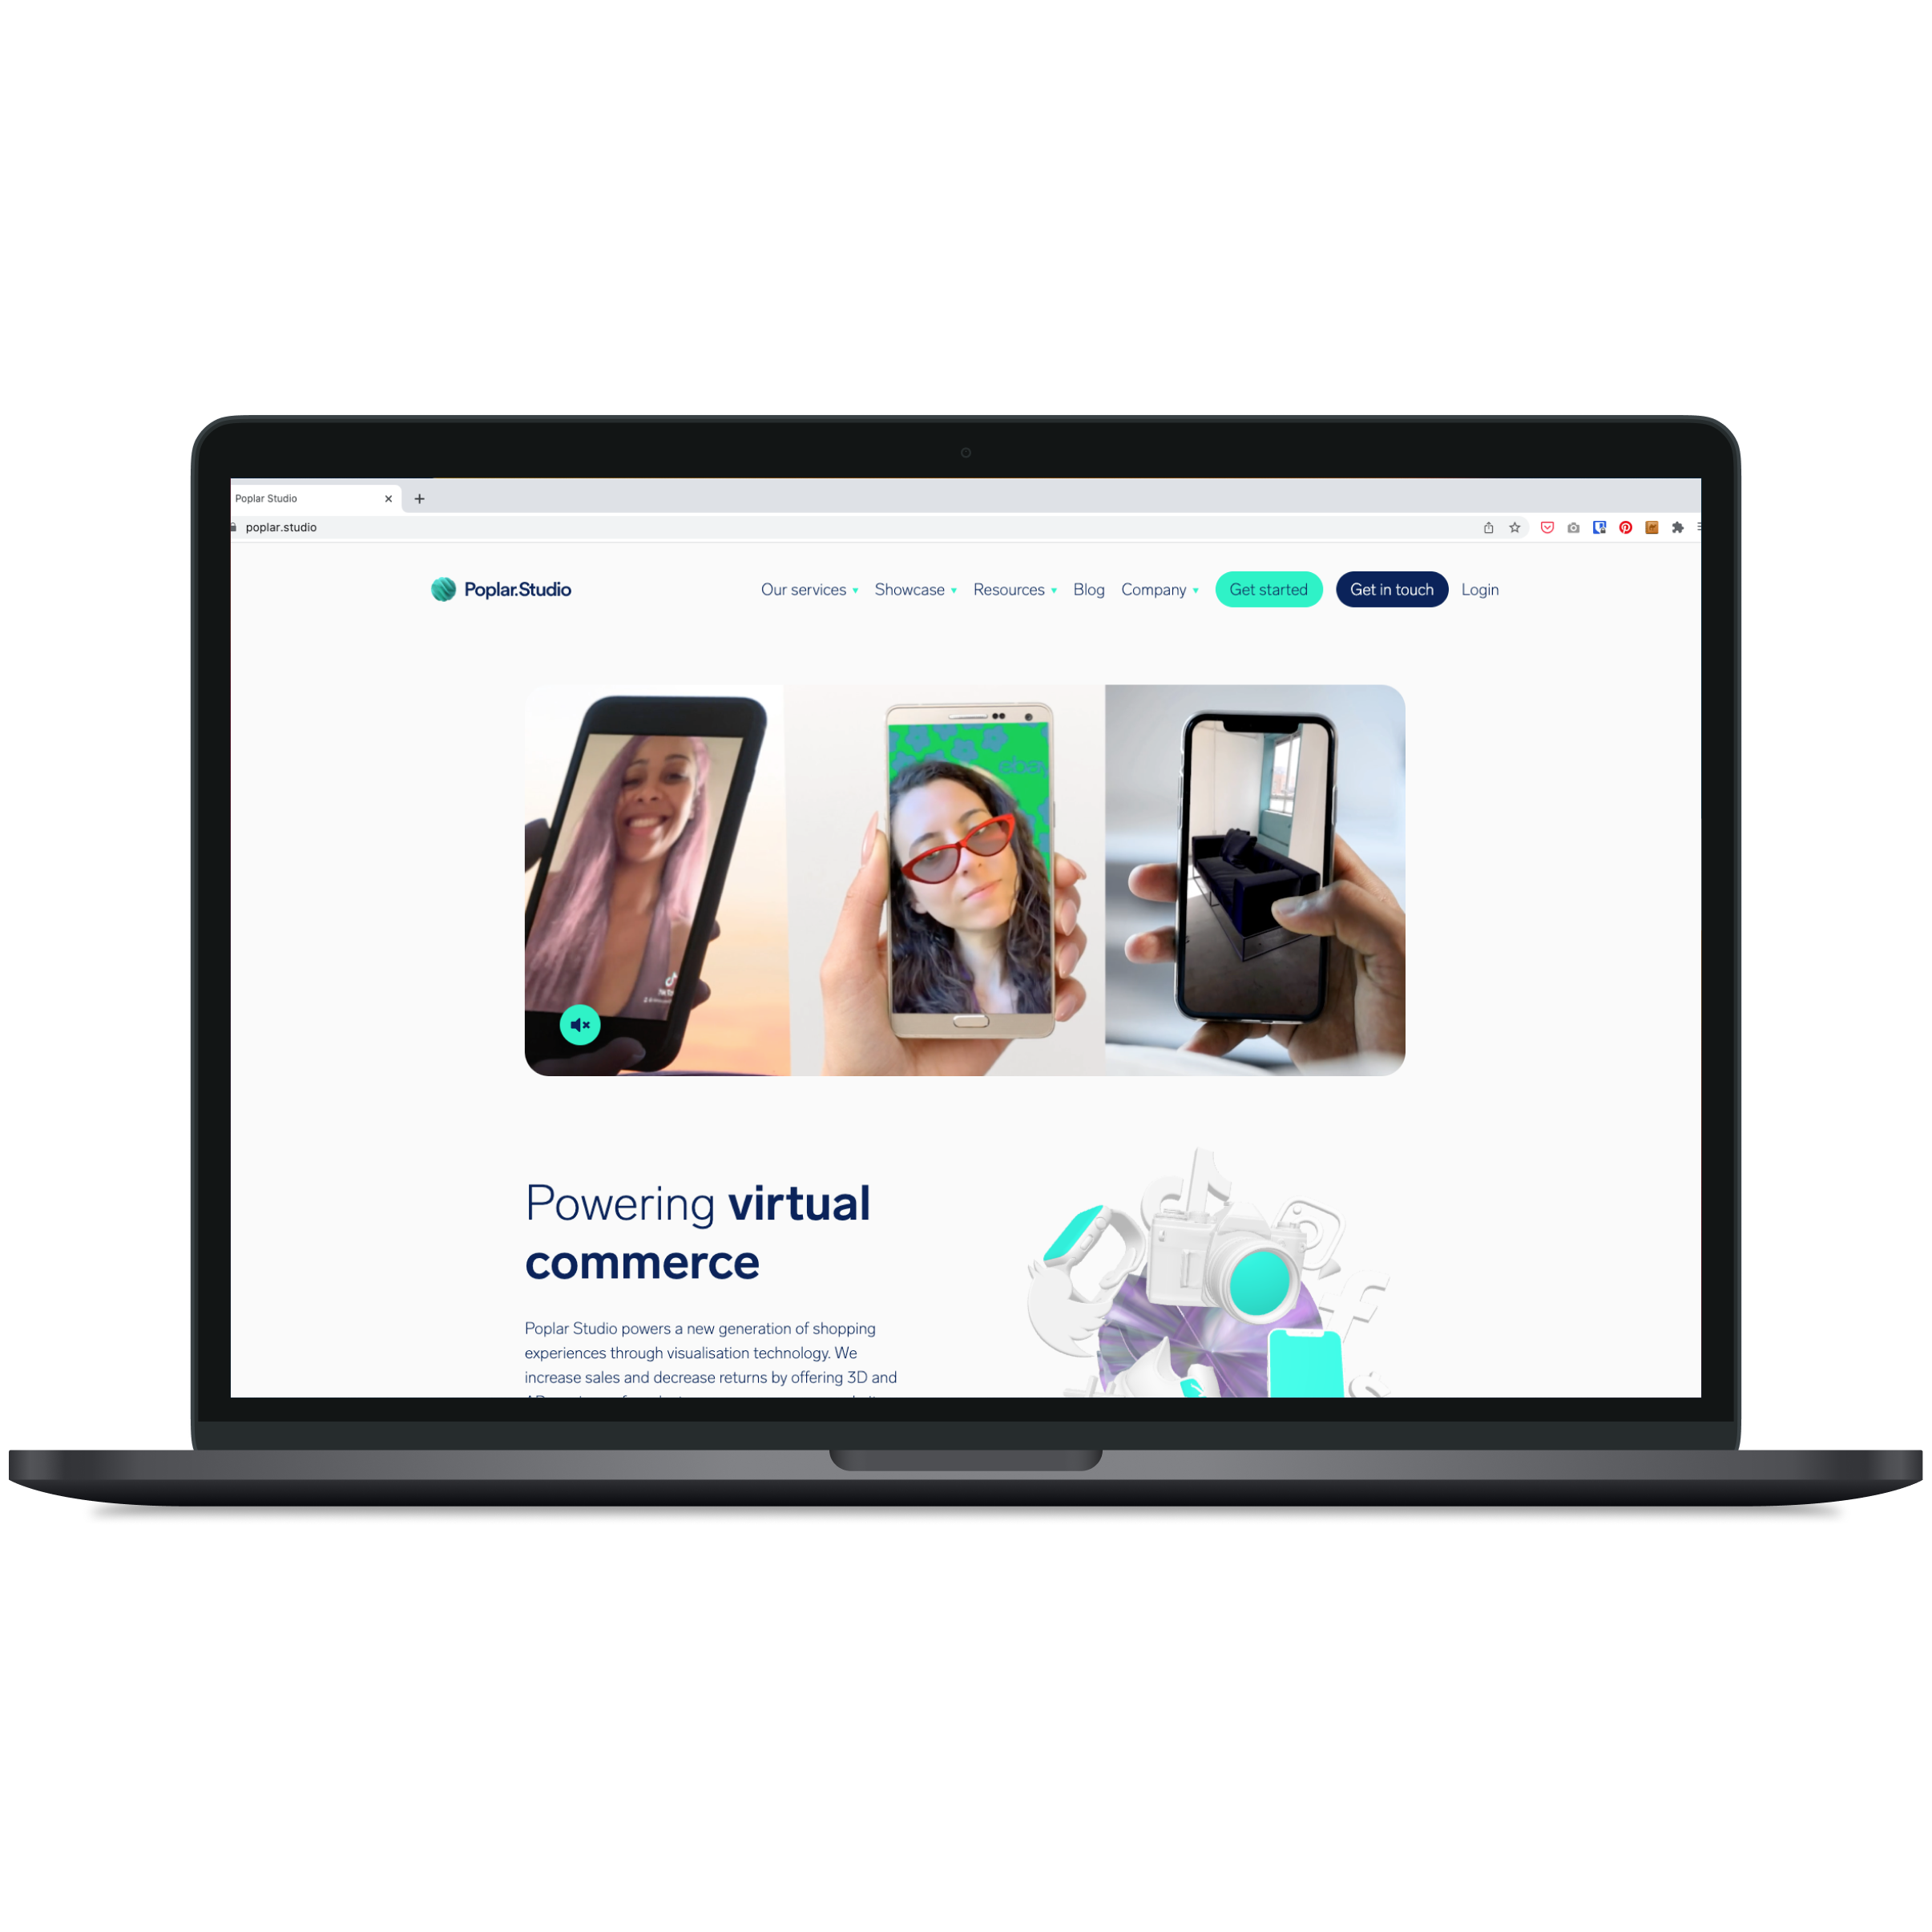 Poplar Studio
poplar.studio
Poplar.Studio
Our services
Showcase
Resources
Blog
Company
Get started
Get in touch
Login
ebay
Powering virtual
commerce
Poplar Studio powers a new generation of shopping
experiences through visualisation technology. We
increase sales and decrease returns by offering 3D and